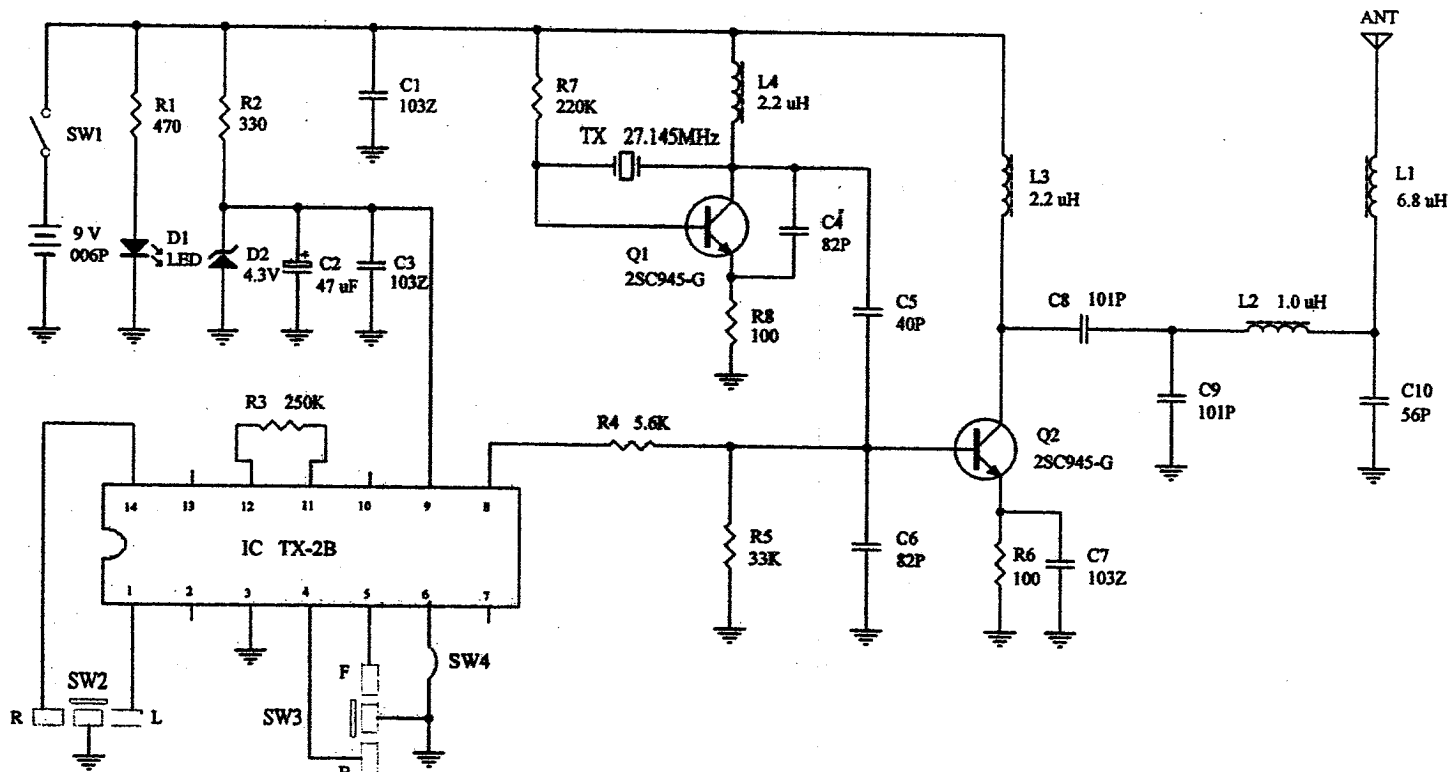 ANT
SW1
R1
470
R2
330
C1
103Z
R7
220K
L4
2.2 uH
TX 27.145MHz
L3
2.2 uH
L1
6.8 uH
9 V
006P
D1
LED
D2
4.3V
C2
47 uF
+
C3
103Z
Q1
2SC945-G
C4
82P
R8
100
C5
40P
C8 101P
L2 1.0 uH
C9
101P
C10
56P
R3 250K
R4 5.6K
Q2
2SC945-G
14 13 12 11 10 9 8
IC TX-2B
1 2 3 4 5 6 7
R5
33K
C6
82P
R6
100
C7
103Z
SW2
R
L
F
SW3
SW4